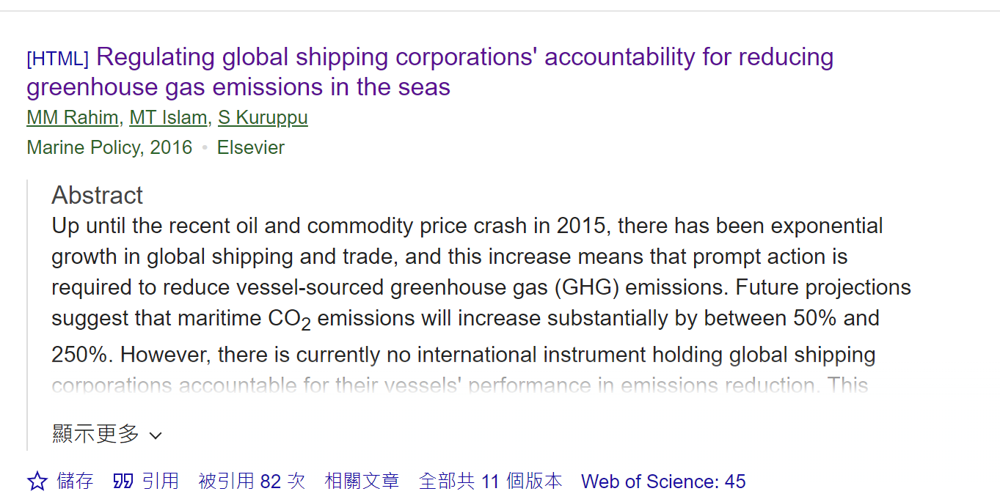 [HTML] Regulating global shipping corporations' accountability for reducing
greenhouse gas emissions in the seas
MM Rahim, MT Islam, S Kuruppu
Marine Policy, 2016 • Elsevier
Abstract
Up until the recent oil and commodity price crash in 2015, there has been exponential
growth in global shipping and trade, and this increase means that prompt action is
required to reduce vessel-sourced greenhouse gas (GHG) emissions. Future projections
suggest that maritime CO2 emissions will increase substantially by between 50% and
250%. However, there is currently no international instrument holding global shipping
corporations accountable for their vessels' performance in emissions reduction. This
顯示更多
儲存 引用 被引用 82 次 相關文章 全部共 11 個版本 Web of Science: 45